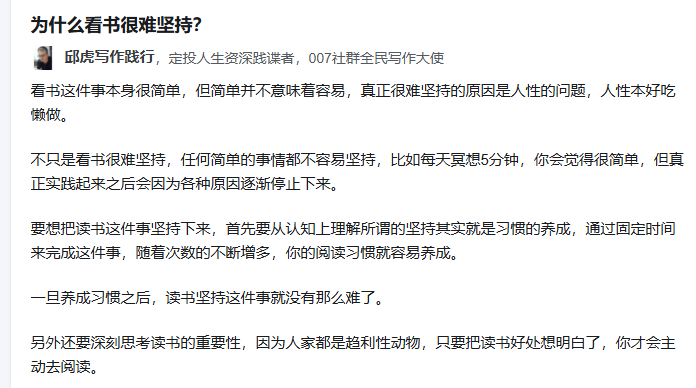 为什么看书很难坚持？
邱虎写作践行，定投人生资深践谍者，007社群全民写作大使
看书这件事本身很简单，但简单并不意味着容易，真正很难坚持的原因是人性的问题，人性本好吃
懒做。
不只是看书很难坚持，任何简单的事情都不容易坚持，比如每天冥想5分钟，你会觉得很简单，但真
正实践起来之后会因为各种原因逐渐停止下来。
要想把读书这件事坚持下来，首先要从认知上理解所谓的坚持其实就是习惯的养成，通过固定时间
来完成这件事，随着次数的不断增多，你的阅读习惯就容易养成。
一旦养成习惯之后，读书坚持这件事就没有那么难了。
另外还要深刻思考读书的重要性，因为人家都是趋利性动物，只要把读书好处想明白了，你才会主
动去阅读。